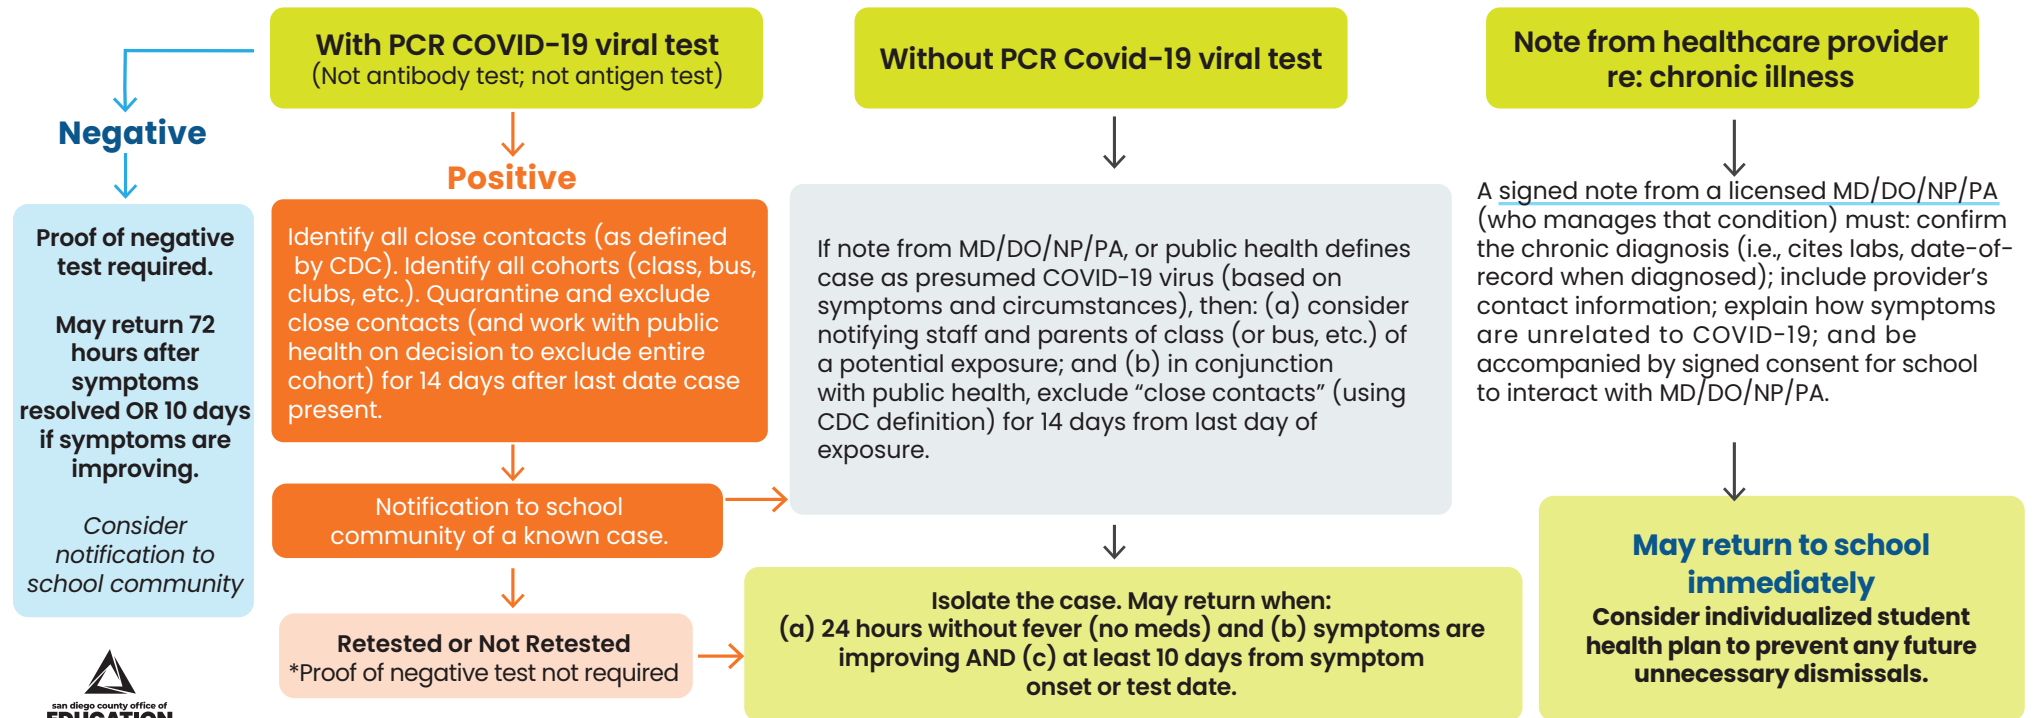 With PCR COVID-19 viral test
(Not antibody test; not antigen test)
Negative
Proof of negative
test required.
May return 72
hours after
symptoms
resolved OR 10 days
if symptoms are
improving.
Consider
notification to
school community
Positive
Identify all close contacts (as defined
by CDC). Identify all cohorts (class, bus,
clubs, etc.). Quarantine and exclude
close contacts (and work with public
health on decision to exclude entire
cohort) for 14 days after last date case
present.
Notification to school
community of a known case.
Retested or Not Retested
*Proof of negative test not required
Without PCR Covid-19 viral test
If note from MD/DO/NP/PA, or public health defines
case as presumed COVID-19 virus (based on
symptoms and circumstances), then: (a) consider
notifying staff and parents of class (or bus, etc.) of
a potential exposure; and (b) in conjunction
with public health, exclude “close contacts” (using
CDC definition) for 14 days from last day of
exposure.
Isolate the case. May return when:
(a) 24 hours without fever (no meds) and (b) symptoms are
improving AND (c) at least 10 days from symptom
onset or test date.
Note from healthcare provider
re: chronic illness
A signed note from a licensed MD/DO/NP/PA
(who manages that condition) must: confirm
the chronic diagnosis (i.e., cites labs, date-of-
record when diagnosed); include provider’s
contact information; explain how symptoms
are unrelated to COVID-19; and be
accompanied by signed consent for school
to interact with MD/DO/NP/PA.
May return to school
immediately
Consider individualized student
health plan to prevent any future
unnecessary dismissals.
san diego county office of
EDUCATION